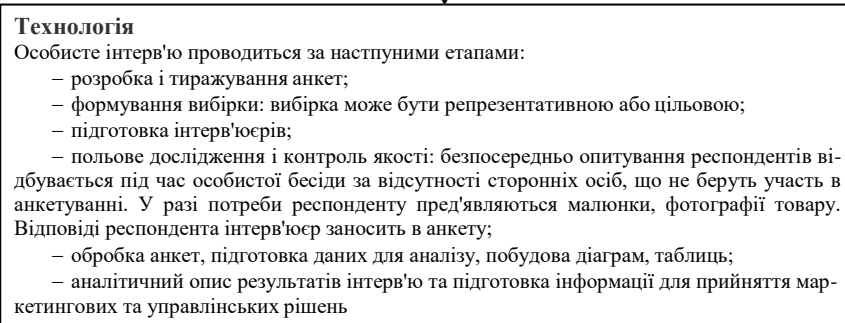 Технологія
Особисте інтерв'ю проводиться за настпуними етапами:
– розробка і тиражування анкет;
– формування вибірки: вибірка може бути репрезентативною або цільовою;
– підготовка інтерв'юєрів;
– польове дослідження і контроль якості: безпосередньо опитування респондентів ві-
дбувається під час особистої бесіди за відсутності сторонніх осіб, що не беруть участь в
анкетуванні. У разі потреби респонденту пред'являються малюнки, фотографії товару.
Відповіді респондента інтерв'юєр заносить в анкету;
– обробка анкет, підготовка даних для аналізу, побудова діаграм, таблиць;
– аналітичний опис результатів інтерв'ю та підготовка інформації для прийняття мар-
кетингових та управлінських рішень